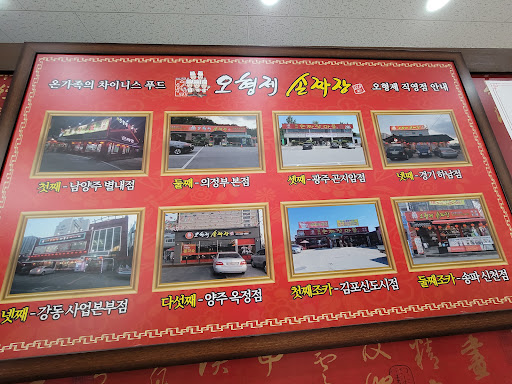 온가족의 차이니스 푸드
오형제 손짜장
오형제 직영점 안내
첫째 - 남양주 별내점
둘째 - 의정부 본점
셋째 - 광주 곤지암점
넷째 - 경기 하남점
넷째 - 강동 사업본부점
다섯째 - 양주 옥정점
첫째조카 - 김포신도시점
둘째조카 - 송파 신천점